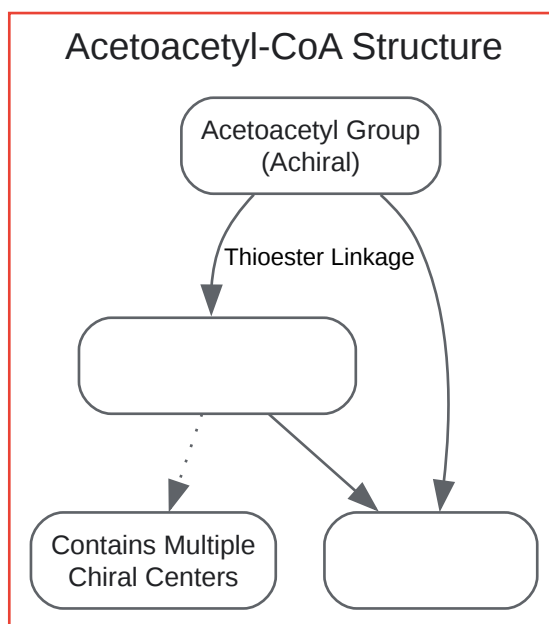 Acetoacetyl-CoA Structure
Acetoacetyl Group
(Achiral)
Thioester Linkage
Contains Multiple
Chiral Centers